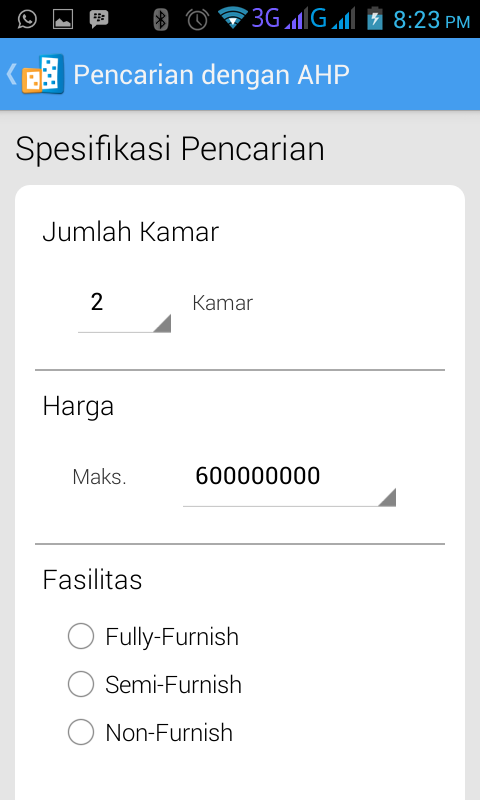 3G G 8:23 PM
Pencarian dengan AHP
Spesifikasi Pencarian
Jumlah Kamar
2 Kamar
Harga
Maks. 600000000
Fasilitas
Fully-Furnish
Semi-Furnish
Non-Furnish